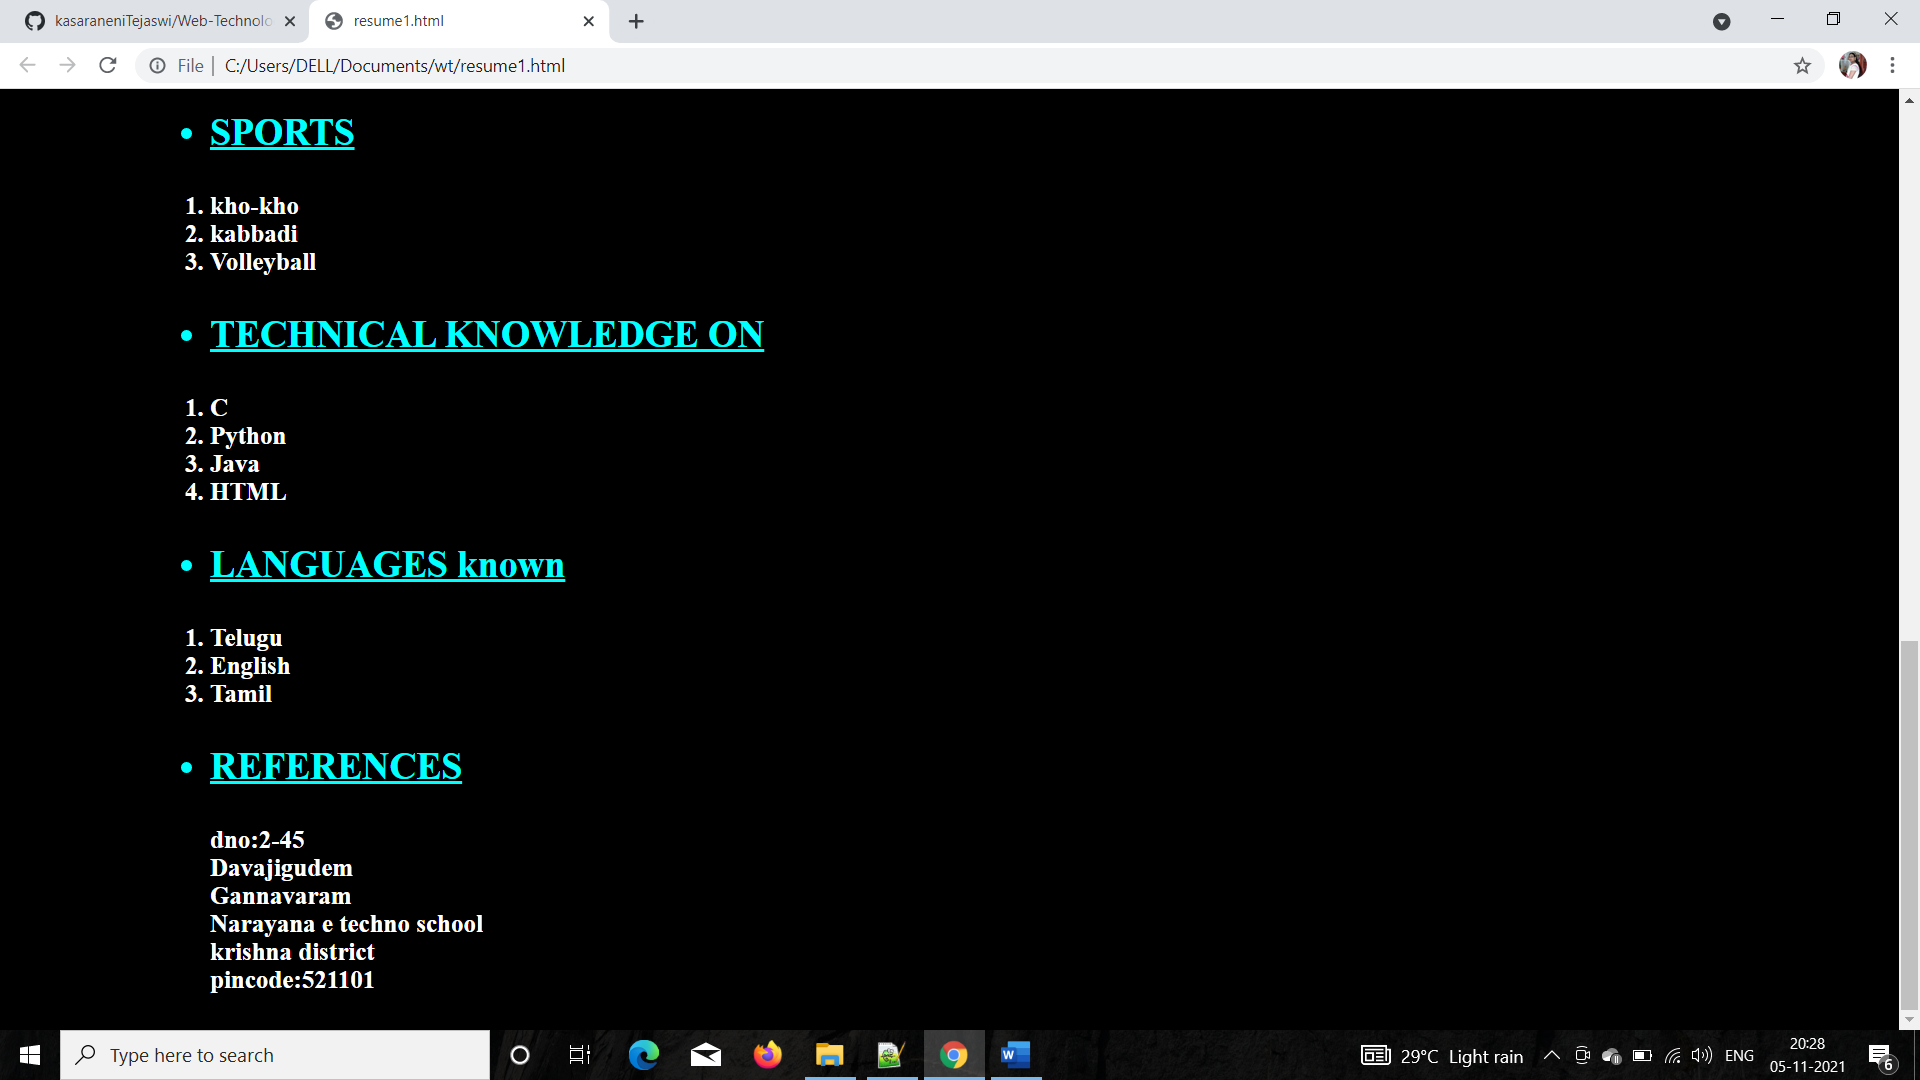 kasaraneniTejaswi/Web-Technolo
resume1.html
File
C:/Users/DELL/Documents/wt/resume1.html
• SPORTS
1. kho-kho
2. kabbadi
3. Volleyball
• TECHNICAL KNOWLEDGE ON
1. C
2. Python
3. Java
4. HTML
• LANGUAGES known
1. Telugu
2. English
3. Tamil
• REFERENCES
dno:2-45
Davajigudem
Gannavaram
Narayana e techno school
krishna district
pincode:521101
Type here to search
29°C Light rain
ENG
20:28
05-11-2021
6